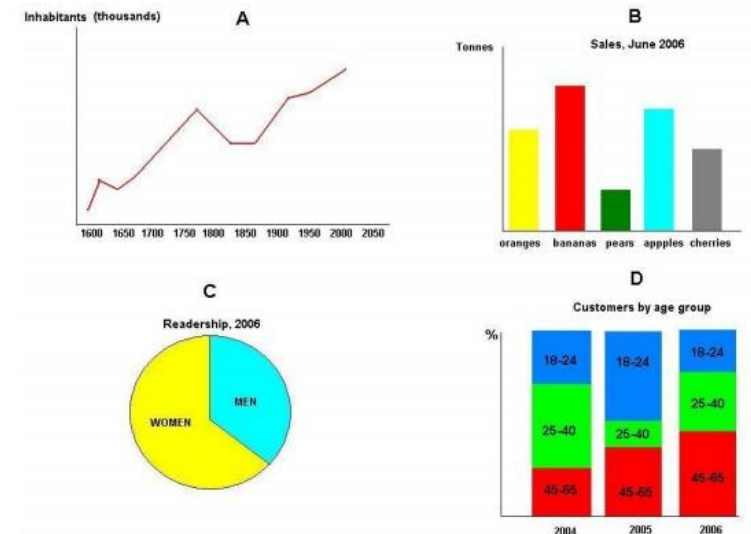 A
Inhabitants (thousands)
1600 1650 1700 1750 1800 1850 1900 1950 2000 2050
B
Sales, June 2006
Tonnes
oranges bananas pears appples cherries
C
Readership, 2006
WOMEN
MEN
D
Customers by age group
%
18-24 18-24 18-24
25-40 25-40 25-40
45-65 45-65 45-65
2004 2005 2006